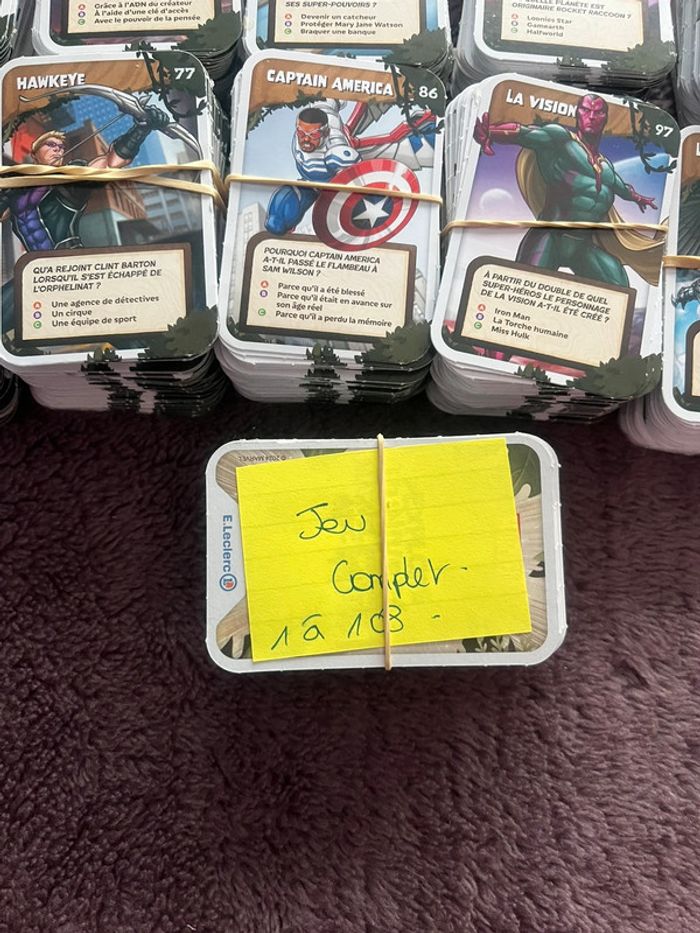 Grâce à l'ADN du créateur
À l'aide d'une clé d'accès
Avec le pouvoir de la pensée
SES SUPER-POUVOIRS ?
A Devenir un catcheur
B Protéger Mary Jane Watson
C Braquer une banque
PLANÈTE EST
ORIGINAIRE ROCKET RACCOON ?
A Loonies Star
B Gamearth
C Halfworld
HAWKEYE 77
QU'A REJOINT CLINT BARTON
LORSQU'IL S'EST ÉCHAPPÉ DE
L'ORPHELINAT ?
A Une agence de détectives
B Un cirque
C Une équipe de sport
CAPTAIN AMERICA 86
POURQUOI CAPTAIN AMERICA
A-T-IL PASSÉ LE FLAMBEAU À
SAM WILSON ?
A Parce qu'il a été blessé
B Parce qu'il était en avance sur
son âge réel
C Parce qu'il a perdu la mémoire
LA VISION 97
À PARTIR DU DOUBLE DE QUEL
SUPER-HÉROS LE PERSONNAGE
DE LA VISION A-T-IL ÉTÉ CRÉÉ ?
A Iron Man
B La Torche humaine
C Miss Hulk
© 2024 MARVEL
E.Leclerc
Jeu
Complet.
1 à 108 -